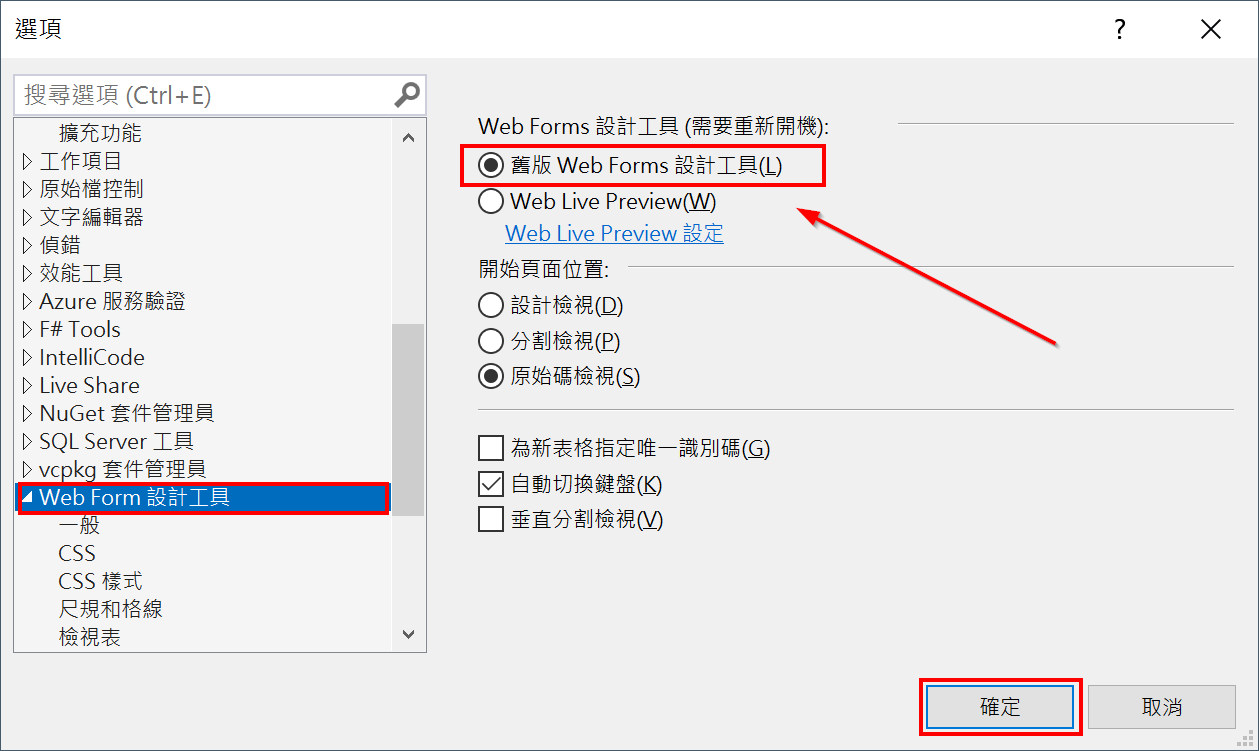 選項
?
搜尋選項 (Ctrl+E)
擴充功能
工作項目
原始檔控制
文字編輯器
偵錯
效能工具
Azure 服務驗證
F# Tools
IntelliCode
Live Share
NuGet 套件管理員
SQL Server 工具
vcpkg 套件管理員
Web Form 設計工具
一般
CSS
CSS 樣式
尺規和格線
檢視表
Web Forms 設計工具 (需要重新開機):
舊版 Web Forms 設計工具(L)
Web Live Preview(W)
Web Live Preview 設定
開始頁面位置:
設計檢視(D)
分割檢視(P)
原始碼檢視(S)
為新表格指定唯一識別碼(G)
自動切換鍵盤(K)
垂直分割檢視(V)
確定
取消